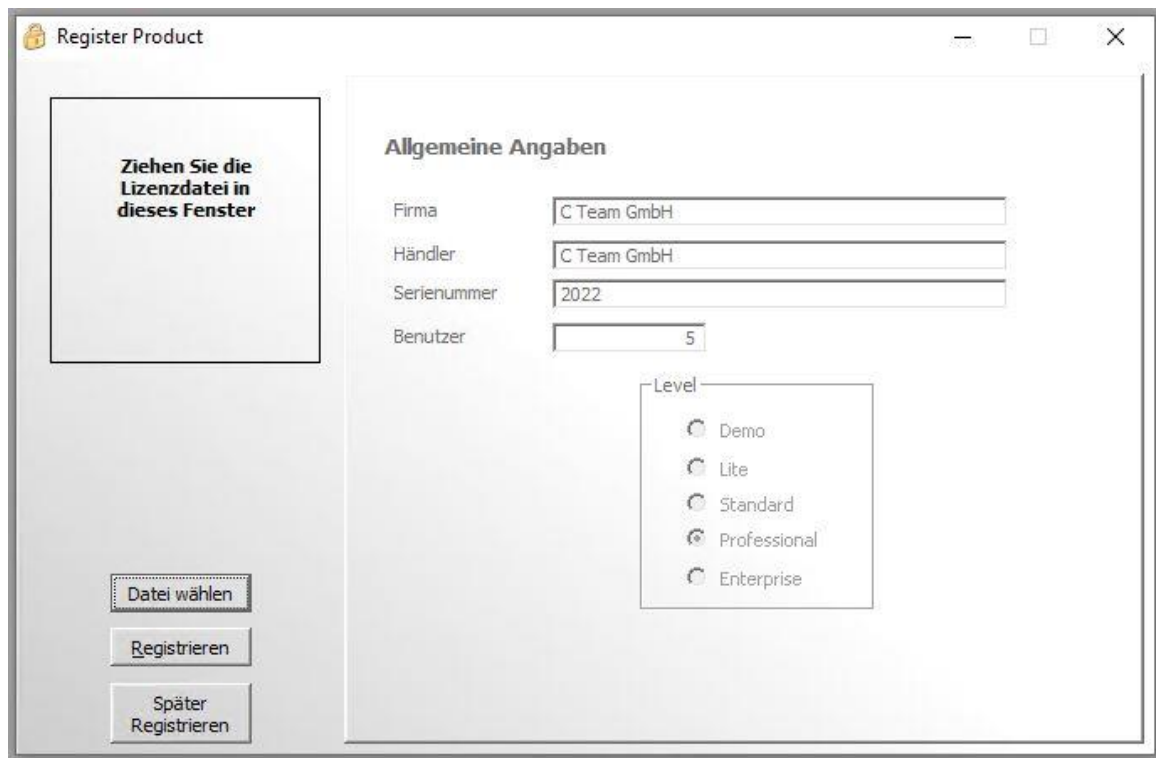 Register Product
Ziehen Sie die
Lizenzdatei in
dieses Fenster
Datei wählen
Registrieren
Später
Registrieren
Allgemeine Angaben
Firma C Team GmbH
Händler C Team GmbH
Serienummer 2022
Benutzer 5
Level
Demo
Lite
Standard
Professional
Enterprise